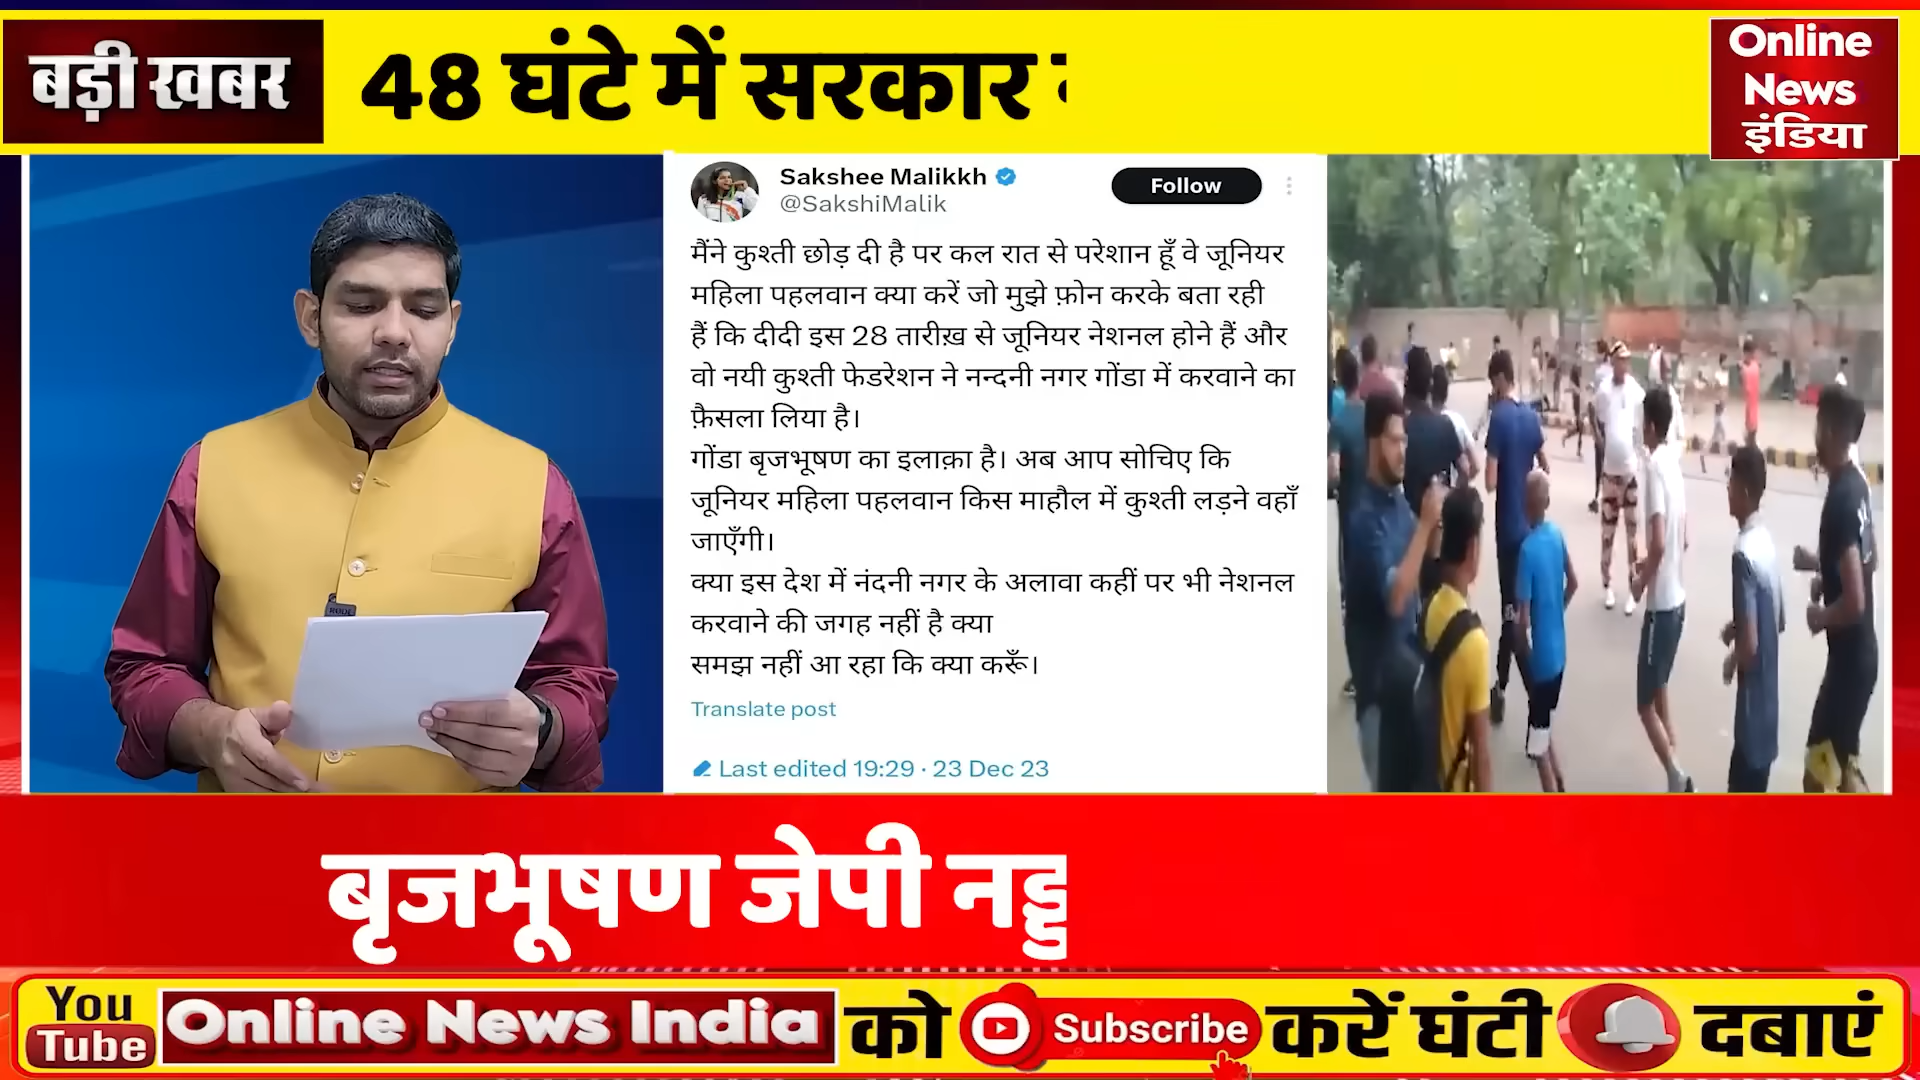 बड़ी खबर
48 घंटे में सरकार
Online
News
इंडिया
Sakshee Malikkh
@SakshiMalik
Follow
मैंने कुश्ती छोड़ दी है पर कल रात से परेशान हूँ वे जूनियर
महिला पहलवान क्या करें जो मुझे फ़ोन करके बता रही
हैं कि दीदी इस 28 तारीख़ से जूनियर नेशनल होने हैं और
वो नयी कुश्ती फेडरेशन ने नन्दनी नगर गोंडा में करवाने का
फ़ैसला लिया है।
गोंडा बृजभूषण का इलाक़ा है। अब आप सोचिए कि
जूनियर महिला पहलवान किस माहौल में कुश्ती लड़ने वहाँ
जाएँगी।
क्या इस देश में नंदनी नगर के अलावा कहीं पर भी नेशनल
करवाने की जगह नहीं है क्या
समझ नहीं आ रहा कि क्या करूँ।
Translate post
Last edited 19:29 · 23 Dec 23
RODE
बृजभूषण जेपी नड्ड
You
Tube
Online News India को Subscribe करें घंटी दबाएं